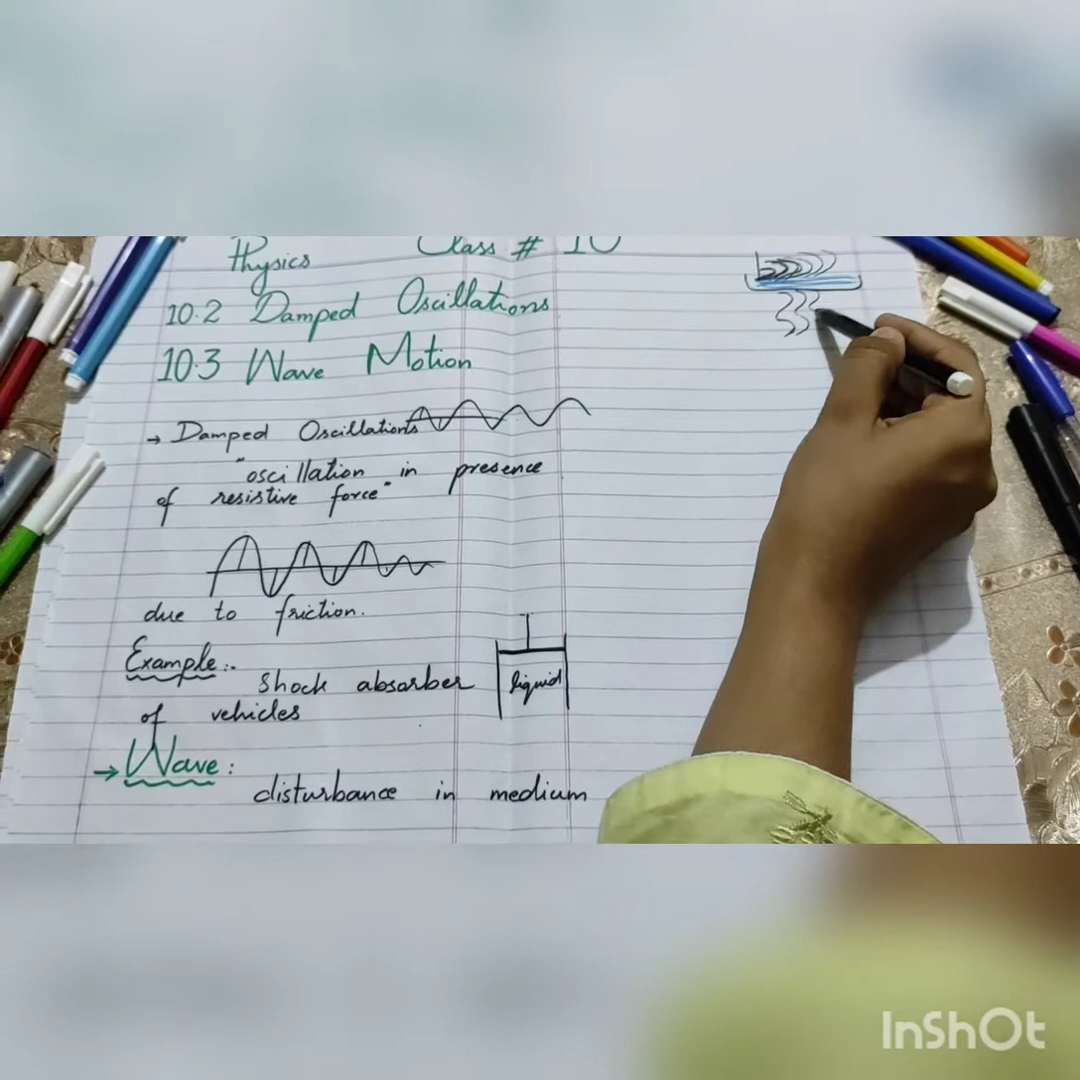 Physics Class # 10
10.2 Damped Oscillations
10.3 Wave Motion
→ Damped Oscillations
"oscillation in presence
of resistive force"
due to friction.
Example:-
Shock absorber
of vehicles
liquid
→ Wave :
disturbance in medium
InShOt